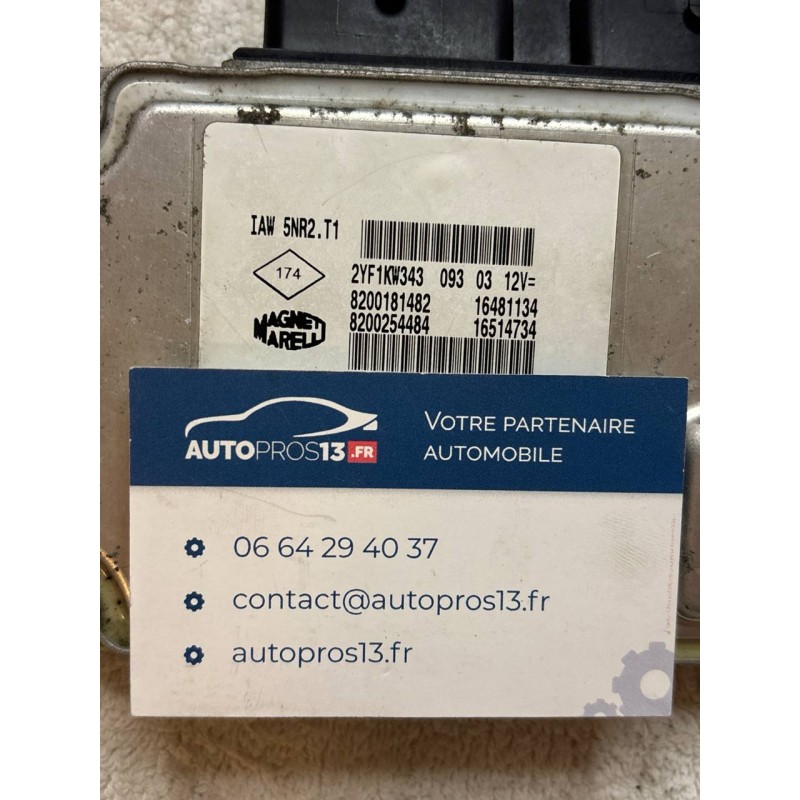 IAW 5NR2.T1
174
2YF1KW343 093 03 12V=
8200181482 16481134
8200254484 16514734
MAGNETI
MARELLI
AUTOPROS13.FR
VOTRE PARTENAIRE
AUTOMOBILE
06 64 29 40 37
contact@autopros13.fr
autopros13.fr